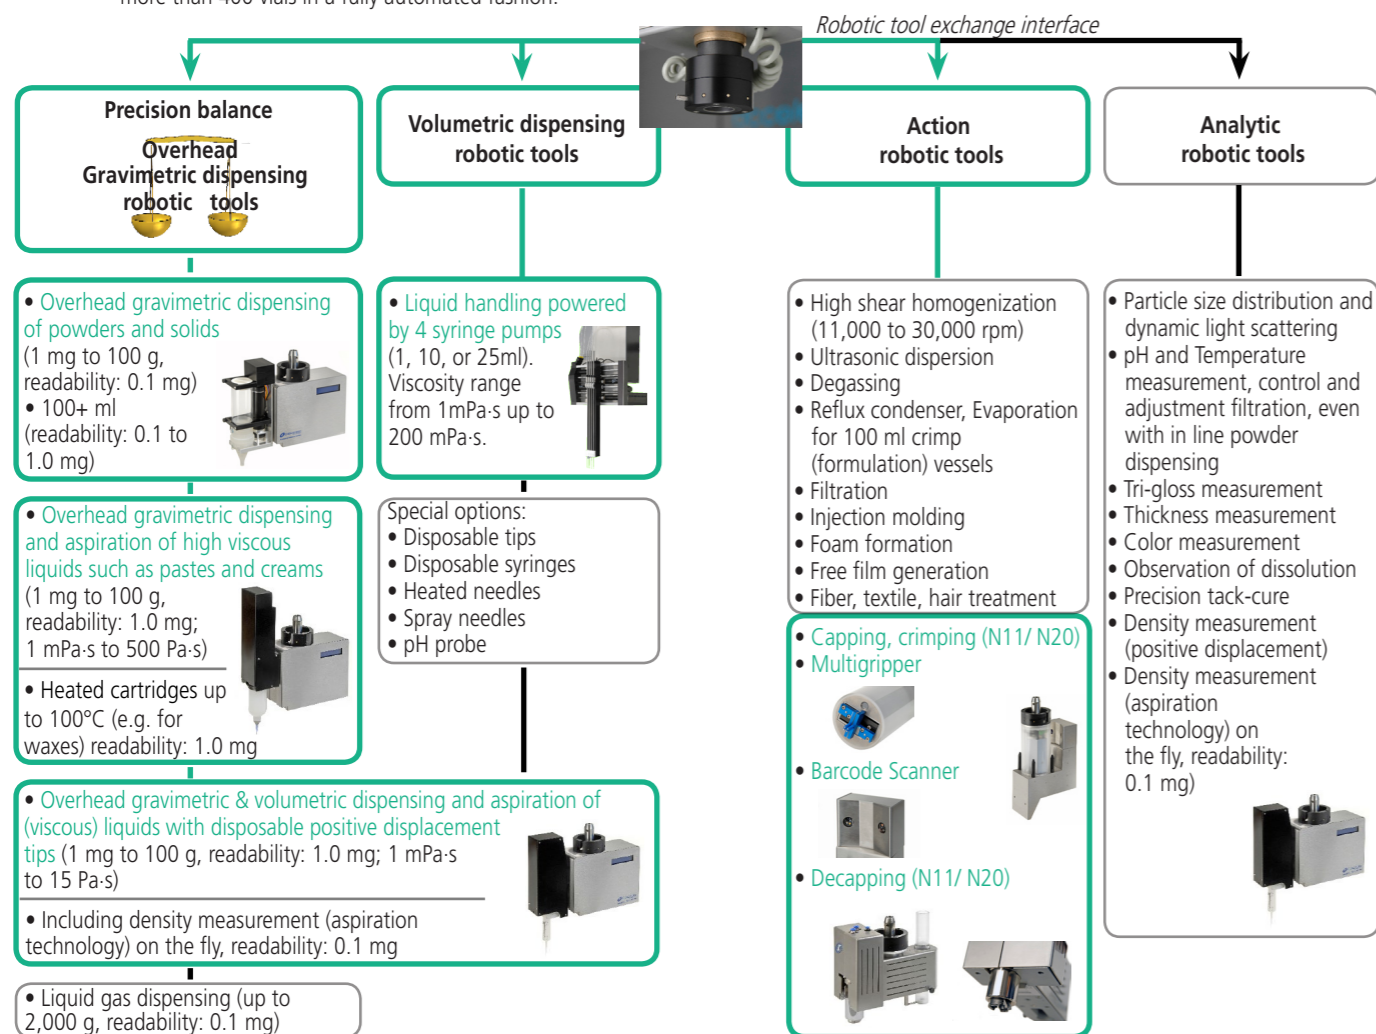 more than 400 vials in a fully automated fashion.
Robotic tool exchange interface
Precision balance
Overhead
Gravimetric dispensing
robotic tools
Volumetric dispensing
robotic tools
Action
robotic tools
Analytic
robotic tools
• Overhead gravimetric dispensing
of powders and solids
(1 mg to 100 g,
readability: 0.1 mg)
• 100+ ml
(readability: 0.1 to
1.0 mg)
• Overhead gravimetric dispensing
and aspiration of high viscous
liquids such as pastes and creams
(1 mg to 100 g,
readability: 1.0 mg;
1 mPa·s to 500 Pa·s)
• Heated cartridges up
to 100°C (e.g. for
waxes) readability: 1.0 mg
• Overhead gravimetric & volumetric dispensing and aspiration of
(viscous) liquids with disposable positive displacement
tips (1 mg to 100 g, readability: 1.0 mg; 1 mPa·s
to 15 Pa·s)
• Including density measurement (aspiration
technology) on the fly, readability: 0.1 mg
• Liquid gas dispensing (up to
2,000 g, readability: 0.1 mg)
• Liquid handling powered
by 4 syringe pumps
(1, 10, or 25ml).
Viscosity range
from 1mPa·s up to
200 mPa·s.
Special options:
• Disposable tips
• Disposable syringes
• Heated needles
• Spray needles
• pH probe
• High shear homogenization
(11,000 to 30,000 rpm)
• Ultrasonic dispersion
• Degassing
• Reflux condenser, Evaporation
for 100 ml crimp
(formulation) vessels
• Filtration
• Injection molding
• Foam formation
• Free film generation
• Fiber, textile, hair treatment
• Capping, crimping (N11/ N20)
• Multigripper
• Barcode Scanner
• Decapping (N11/ N20)
• Particle size distribution and
dynamic light scattering
• pH and Temperature
measurement, control and
adjustment filtration, even
with in line powder
dispensing
• Tri-gloss measurement
• Thickness measurement
• Color measurement
• Observation of dissolution
• Precision tack-cure
• Density measurement
(positive displacement)
• Density measurement
(aspiration
technology) on
the fly, readability:
0.1 mg)